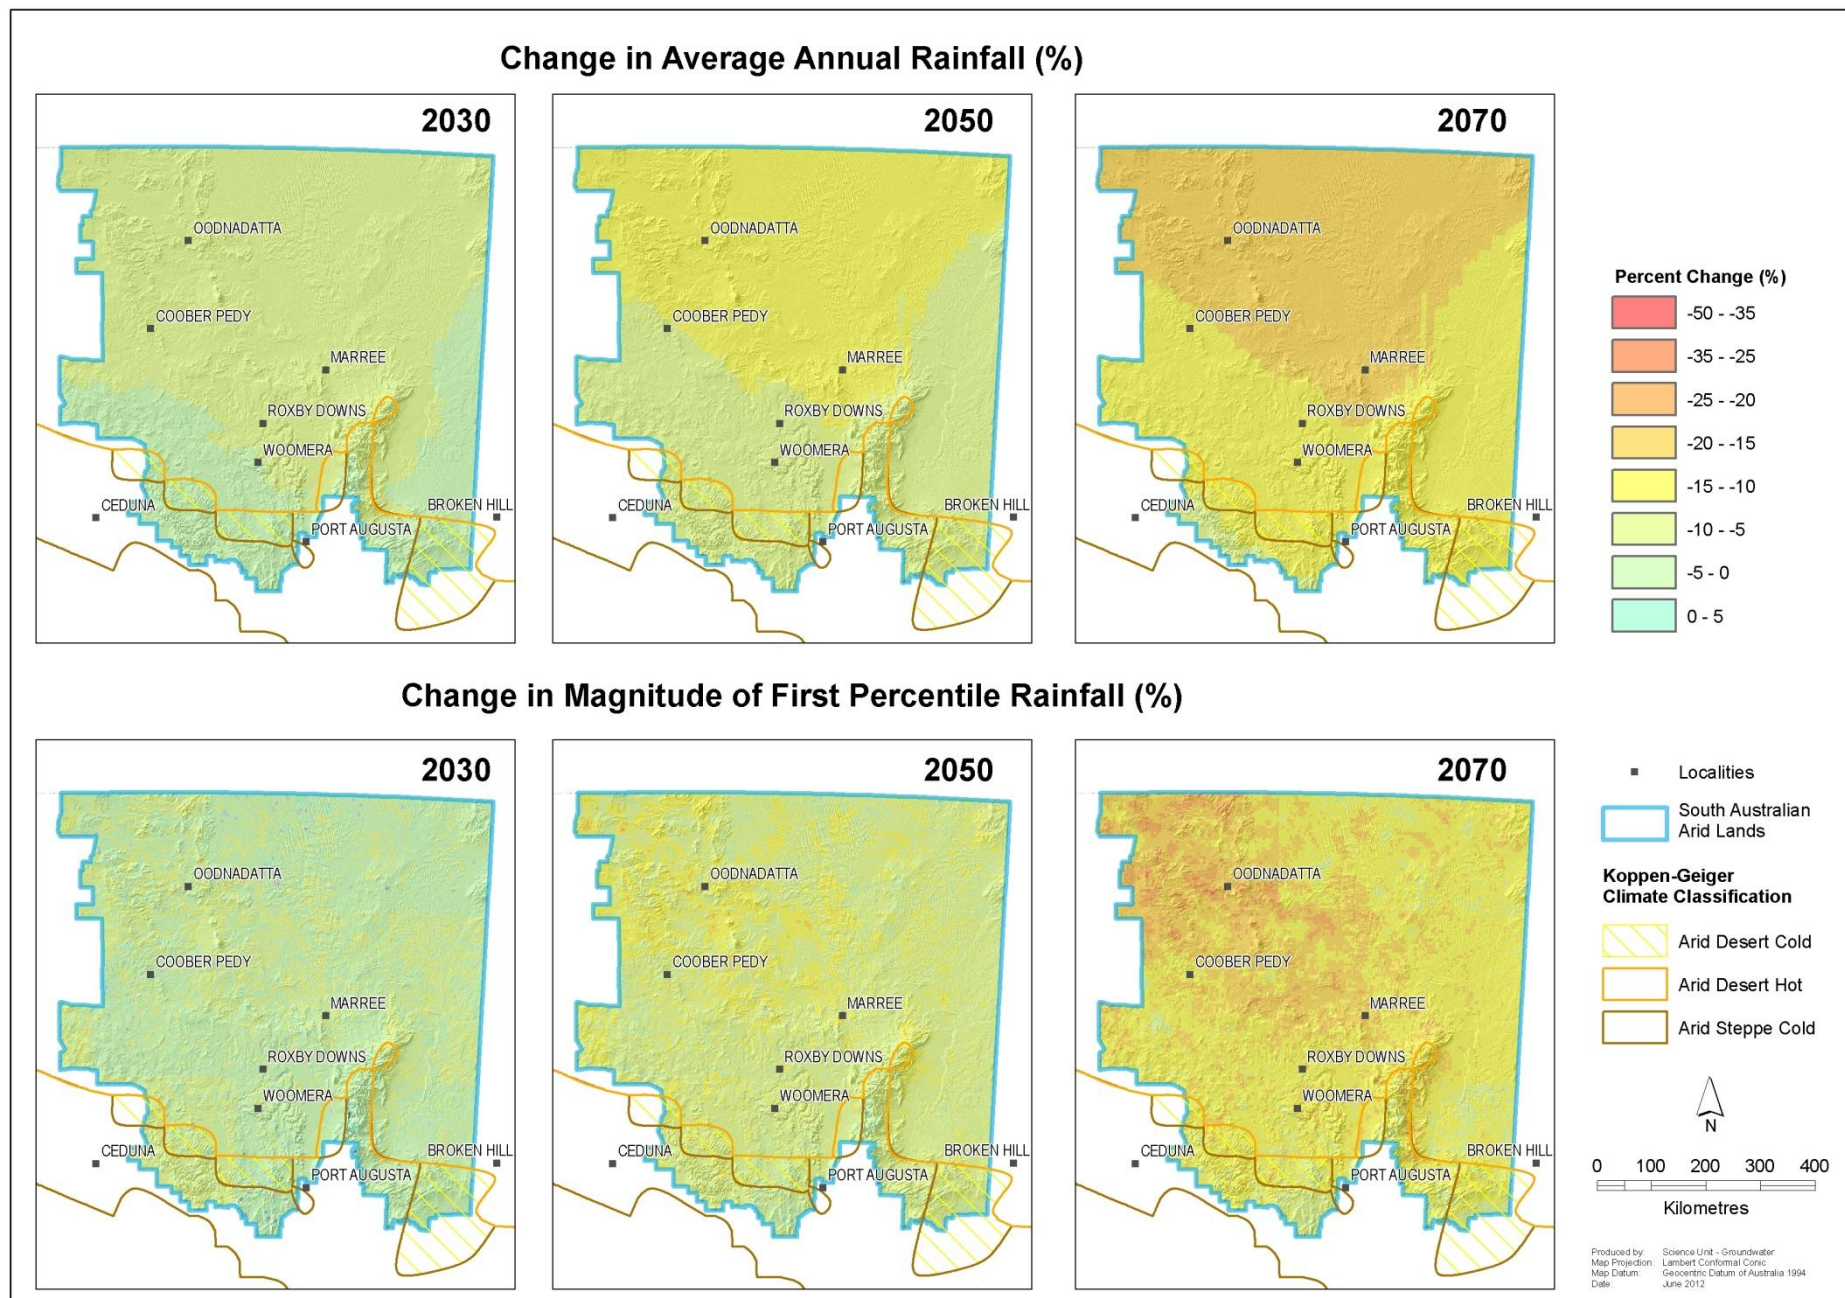 Change in Average Annual Rainfall (%)
2030
OODNADATTA
COOBER PEDY
MARREE
ROXBY DOWNS
WOOMERA
CEDUNA
BROKEN HILL
PORT AUGUSTA
2050
OODNADATTA
COOBER PEDY
MARREE
ROXBY DOWNS
WOOMERA
CEDUNA
BROKEN HILL
PORT AUGUSTA
2070
OODNADATTA
COOBER PEDY
MARREE
ROXBY DOWNS
WOOMERA
CEDUNA
BROKEN HILL
PORT AUGUSTA
Percent Change (%)
-50 - -35
-35 - -25
-25 - -20
-20 - -15
-15 - -10
-10 - -5
-5 - 0
0 - 5
Change in Magnitude of First Percentile Rainfall (%)
2030
OODNADATTA
COOBER PEDY
MARREE
ROXBY DOWNS
WOOMERA
CEDUNA
BROKEN HILL
PORT AUGUSTA
2050
OODNADATTA
COOBER PEDY
MARREE
ROXBY DOWNS
WOOMERA
CEDUNA
BROKEN HILL
PORT AUGUSTA
2070
OODNADATTA
COOBER PEDY
MARREE
ROXBY DOWNS
WOOMERA
CEDUNA
BROKEN HILL
PORT AUGUSTA
Localities
South Australian
Arid Lands
Koppen-Geiger
Climate Classification
Arid Desert Cold
Arid Desert Hot
Arid Steppe Cold
N
0 100 200 300 400
Kilometres
Produced by: Science Unit - Groundwater
Map Projection: Lambert Conformal Conic
Map Datum: Geocentric Datum of Australia 1994
Date: June 2012